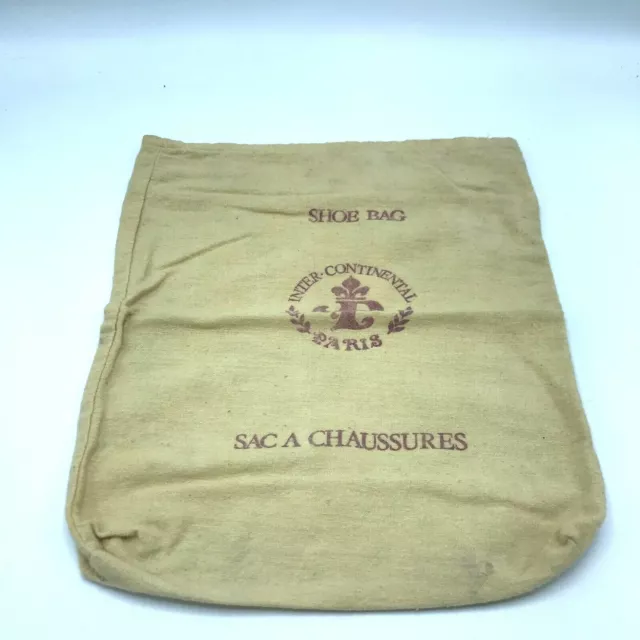 SHOE BAG
INTER·CONTINENTAL
PARIS
SAC A CHAUSSURES